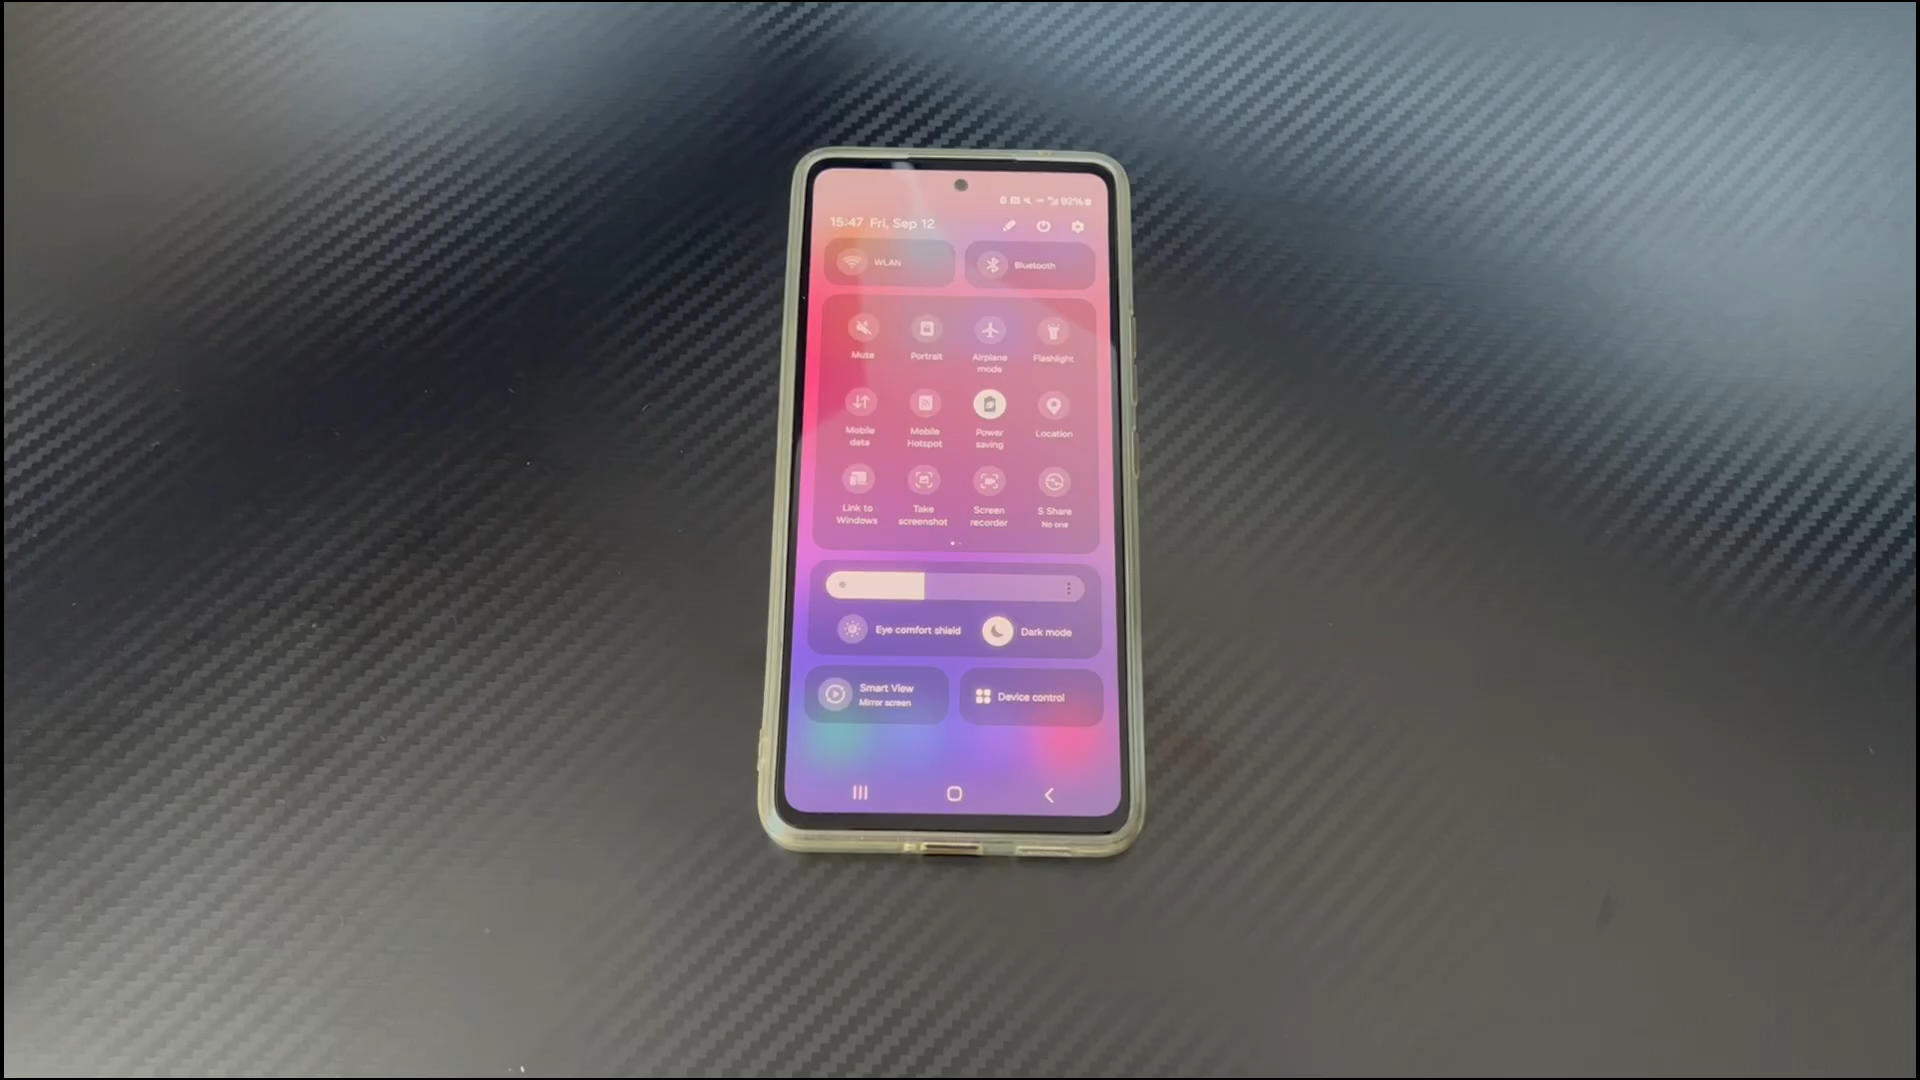 92%
15:47 Fri, Sep 12
WLAN
Bluetooth
Mute
Portrait
Airplane
mode
Flashlight
Mobile
data
Mobile
Hotspot
Power
saving
Location
Link to
Windows
Take
screenshot
Screen
recorder
S Share
No one
Eye comfort shield
Dark mode
Smart View
Mirror screen
Device control